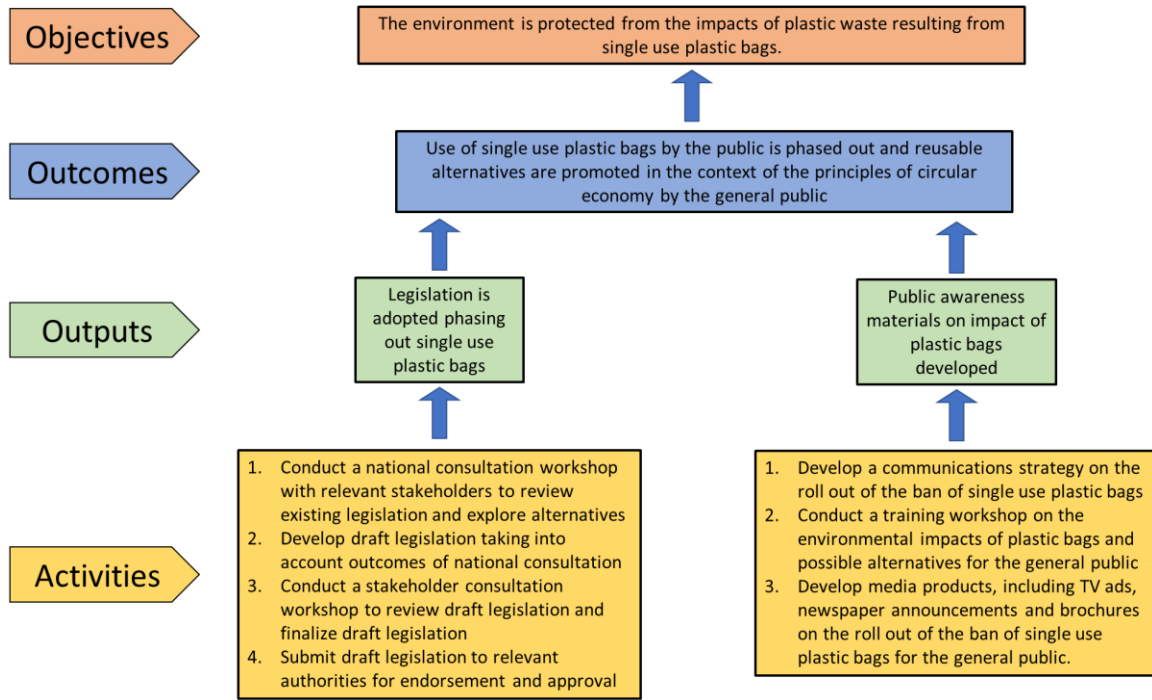 Objectives
The environment is protected from the impacts of plastic waste resulting from
single use plastic bags.
Outcomes
Use of single use plastic bags by the public is phased out and reusable
alternatives are promoted in the context of the principles of circular
economy by the general public
Outputs
Legislation is
adopted phasing
out single use
plastic bags
Public awareness
materials on impact of
plastic bags
developed
Activities
1. Conduct a national consultation workshop
with relevant stakeholders to review
existing legislation and explore alternatives
2. Develop draft legislation taking into
account outcomes of national consultation
3. Conduct a stakeholder consultation
workshop to review draft legislation and
finalize draft legislation
4. Submit draft legislation to relevant
authorities for endorsement and approval
1. Develop a communications strategy on the
roll out of the ban of single use plastic bags
2. Conduct a training workshop on the
environmental impacts of plastic bags and
possible alternatives for the general public
3. Develop media products, including TV ads,
newspaper announcements and brochures
on the roll out of the ban of single use
plastic bags for the general public.